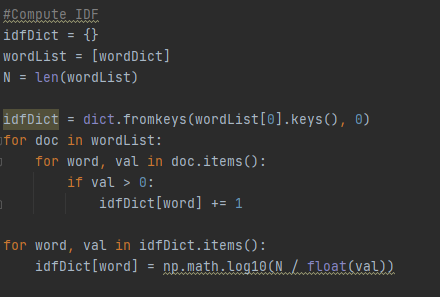 #Compute IDF
idfDict = {}
wordList = [wordDict]
N = len(wordList)
idfDict = dict.fromkeys(wordList[0].keys(), 0)
for doc in wordList:
    for word, val in doc.items():
        if val > 0:
            idfDict[word] += 1
for word, val in idfDict.items():
    idfDict[word] = np.math.log10(N / float(val))